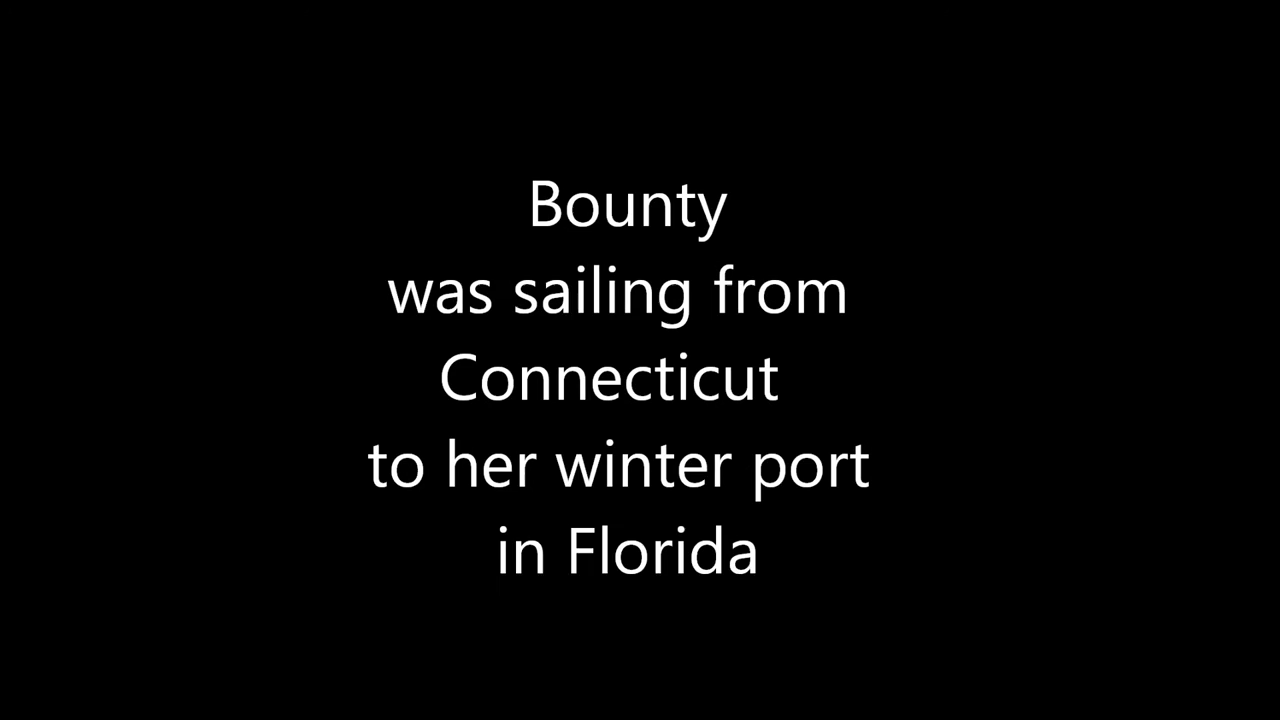 Bounty
was sailing from
Connecticut
to her winter port
in Florida